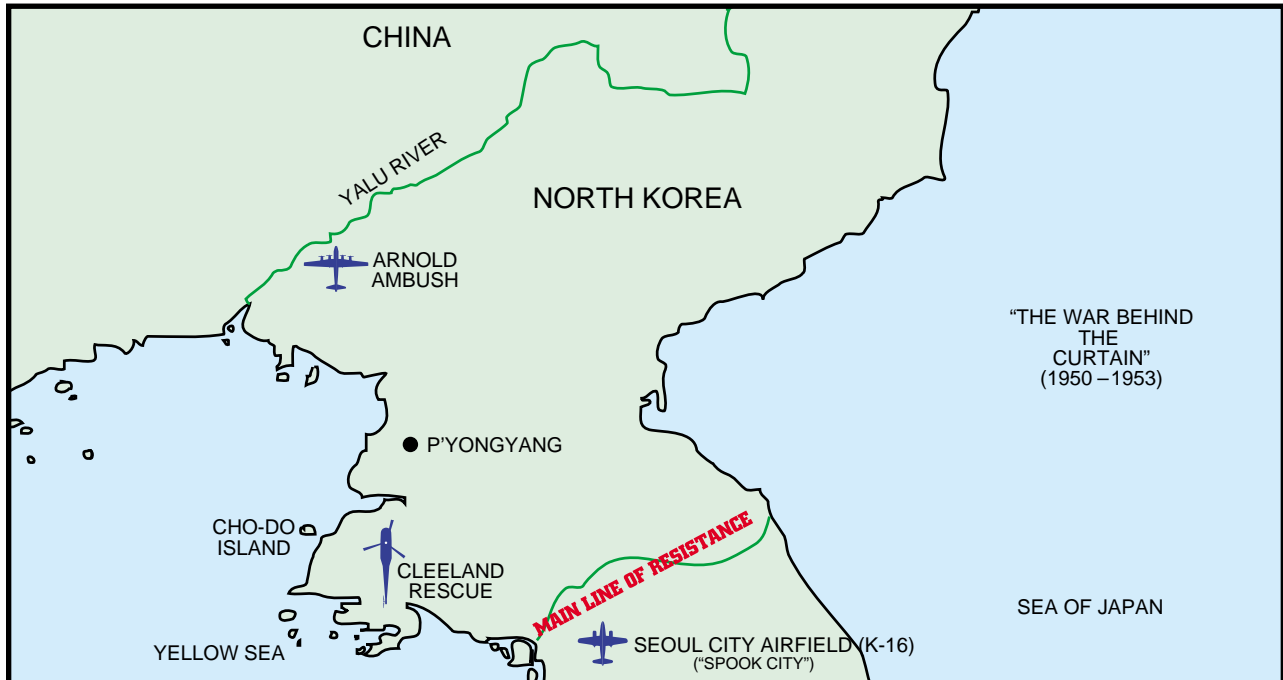 CHINA
YALU RIVER
NORTH KOREA
ARNOLD
AMBUSH
“THE WAR BEHIND
THE
CURTAIN”
(1950 – 1953)
P’YONGYANG
CHO-DO
ISLAND
CLEELAND
RESCUE
MAIN LINE OF RESISTANCE
SEA OF JAPAN
YELLOW SEA
SEOUL CITY AIRFIELD (K-16)
(“SPOOK CITY”)